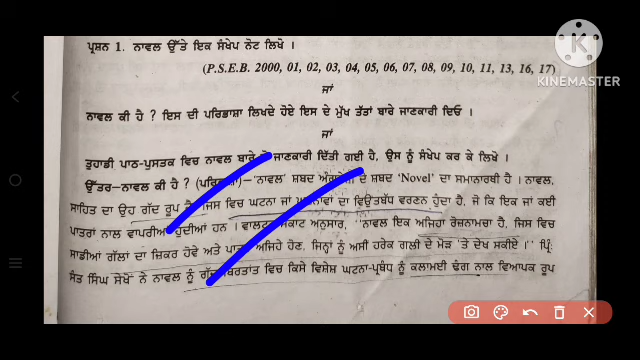 ਪ੍ਰਸ਼ਨ 1. ਨਾਵਲ ਉੱਤੇ ਇਕ ਸੰਖੇਪ ਨੋਟ ਲਿਖੋ ।
(P.S.E.B. 2000, 01, 02, 03, 04, 05, 06, 07, 08, 09, 10, 11, 13, 16, 17)
ਜਾਂ
ਨਾਵਲ ਕੀ ਹੈ ? ਇਸ ਦੀ ਪਰਿਭਾਸ਼ਾ ਲਿਖਦੇ ਹੋਏ ਇਸ ਦੇ ਮੁੱਖ ਤੱਤਾਂ ਬਾਰੇ ਜਾਣਕਾਰੀ ਦਿਓ ।
ਜਾਂ
ਤੁਹਾਡੀ ਪਾਠ-ਪੁਸਤਕ ਵਿਚ ਨਾਵਲ ਬਾਰੇ ਜਾਣਕਾਰੀ ਦਿੱਤੀ ਗਈ ਹੈ, ਉਸ ਨੂੰ ਸੰਖੇਪ ਕਰ ਕੇ ਲਿਖੋ ।
ਉੱਤਰ—ਨਾਵਲ ਕੀ ਹੈ ? 'ਨਾਵਲ' ਸ਼ਬਦ ਦੇ ਸ਼ਬਦ 'Novel' ਦਾ ਸਮਾਨਾਰਥੀ ਹੈ । ਨਾਵਲ
ਸਾਹਿਤ ਦਾ ਉਹ ਗੱਦ ਰੂਪ ਜਿਸ ਵਿਚ ਘਟਨਾ ਜਾਂ ਦਾ ਵਿਉਂਤਬੱਧ ਵਰਣਨ ਹੁੰਦਾ ਹੈ, ਜੋ ਕਿ ਇਕ ਜਾਂ ਕਈ
ਪਾਤਰਾਂ ਨਾਲ ਵਾਪਰੀਆਂ ਹੁੰਦੀਆਂ ਹਨ । ਵਾਲਟਰ ਸਕਾਟ ਅਨੁਸਾਰ, "ਨਾਵਲ ਇਕ ਅਜਿਹਾ ਰੋਜ਼ਨਾਮਚਾ ਹੈ, ਜਿਸ ਵਿਚ
ਸਾਡੀਆਂ ਗੱਲਾਂ ਦਾ ਜ਼ਿਕਰ ਹੋਵੇ ਅਤੇ ਅਜਿਹੇ ਹੋਣ, ਜਿਨ੍ਹਾਂ ਨੂੰ ਅਸੀਂ ਹਰੇਕ ਗਲੀ ਦੇ ਮੋੜ 'ਤੇ ਦੇਖ ਸਕੀਏ ।" ਪ੍ਰਿੰ:
ਸੰਤ ਸਿੰਘ ਸੇਖੋਂ ਨੇ ਨਾਵਲ ਨੂੰ ਬਿਰਤਾਂਤ ਵਿਚ ਕਿਸੇ ਵਿਸ਼ੇਸ਼ ਘਟਨਾ-ਪ੍ਰਬੰਧ ਨੂੰ ਕਲਾਮਈ ਢੰਗ ਨਾਲ ਵਿਆਪਕ ਰੂਪ
KINEMASTER